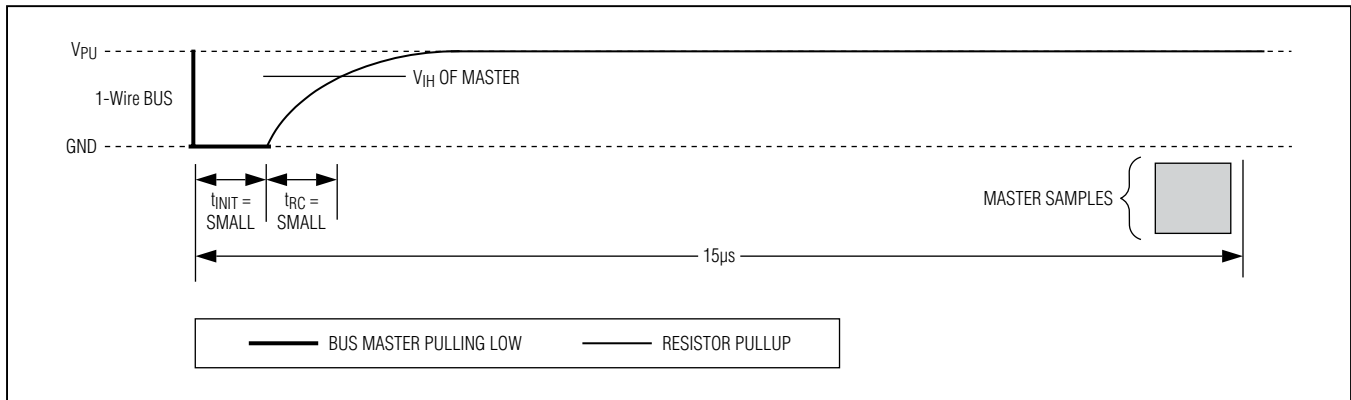 VPU
VIH OF MASTER
1-Wire BUS
GND
tINIT =
SMALL
tRC =
SMALL
MASTER SAMPLES
15µs
BUS MASTER PULLING LOW
RESISTOR PULLUP